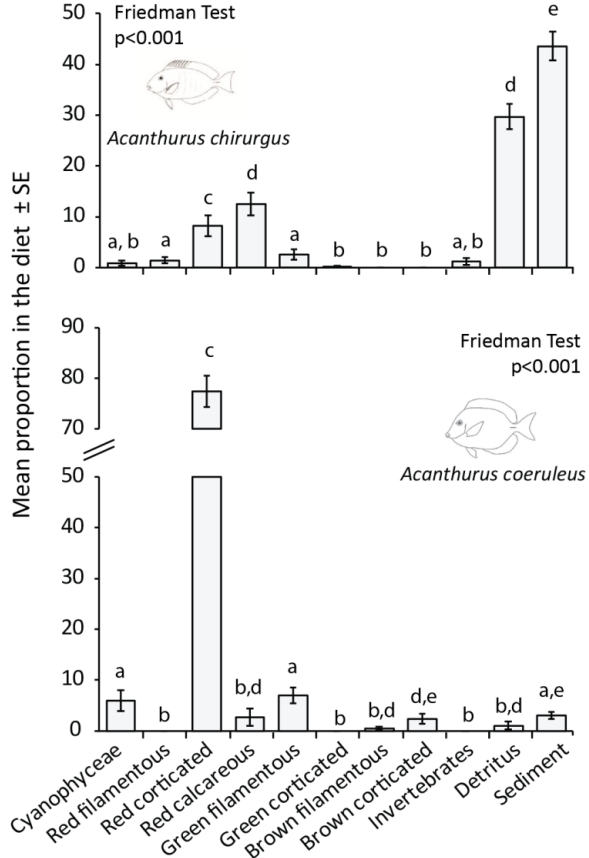 Mean proportion in the diet ± SE
50
40
30
20
10
0
Friedman Test
p<0.001
Acanthurus chirurgus
a, b
a
c
d
a
b
b
b
a, b
d
e
90
80
70
50
40
30
20
10
0
Friedman Test
p<0.001
Acanthurus coeruleus
a
b
c
b,d
a
b
b,d
d,e
b
b,d
a,e
Cyanophyceae
Red filamentous
Red corticated
Red calcareous
Green filamentous
Green corticated
Brown filamentous
Brown corticated
Invertebrates
Detritus
Sediment